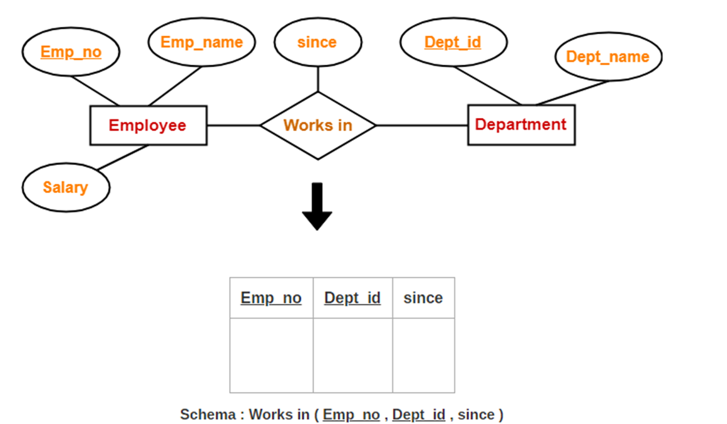 Emp_no
Emp_name
since
Dept_id
Dept_name
Employee
Works in
Department
Salary
Emp_no Dept_id since
Schema : Works in ( Emp_no , Dept_id , since )